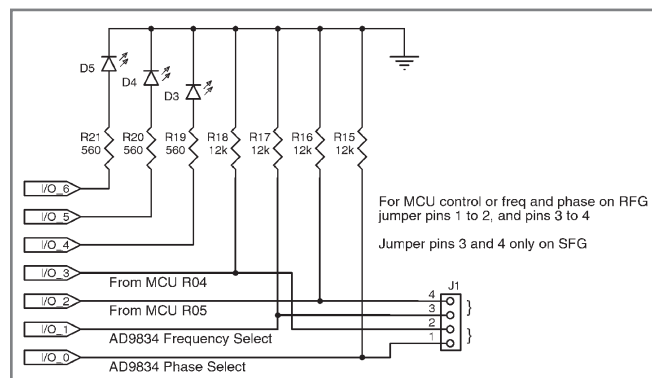 D5
D4
D3
R21
560
R20
560
R19
560
R18
12k
R17
12k
R16
12k
R15
12k
I/O_6
I/O_5
I/O_4
I/O_3
From MCU R04
I/O_2
From MCU R05
I/O_1
AD9834 Frequency Select
I/O_0
AD9834 Phase Select
For MCU control or freq and phase on RFG
jumper pins 1 to 2, and pins 3 to 4
Jumper pins 3 and 4 only on SFG
J1
4
3
2
1